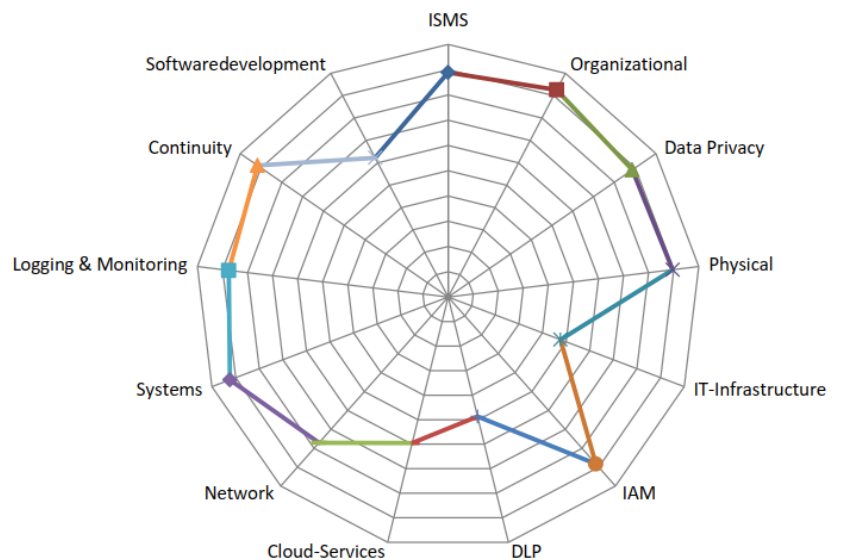 ISMS
Organizational
Data Privacy
Physical
IT-Infrastructure
IAM
DLP
Cloud-Services
Network
Systems
Logging & Monitoring
Continuity
Softwaredevelopment